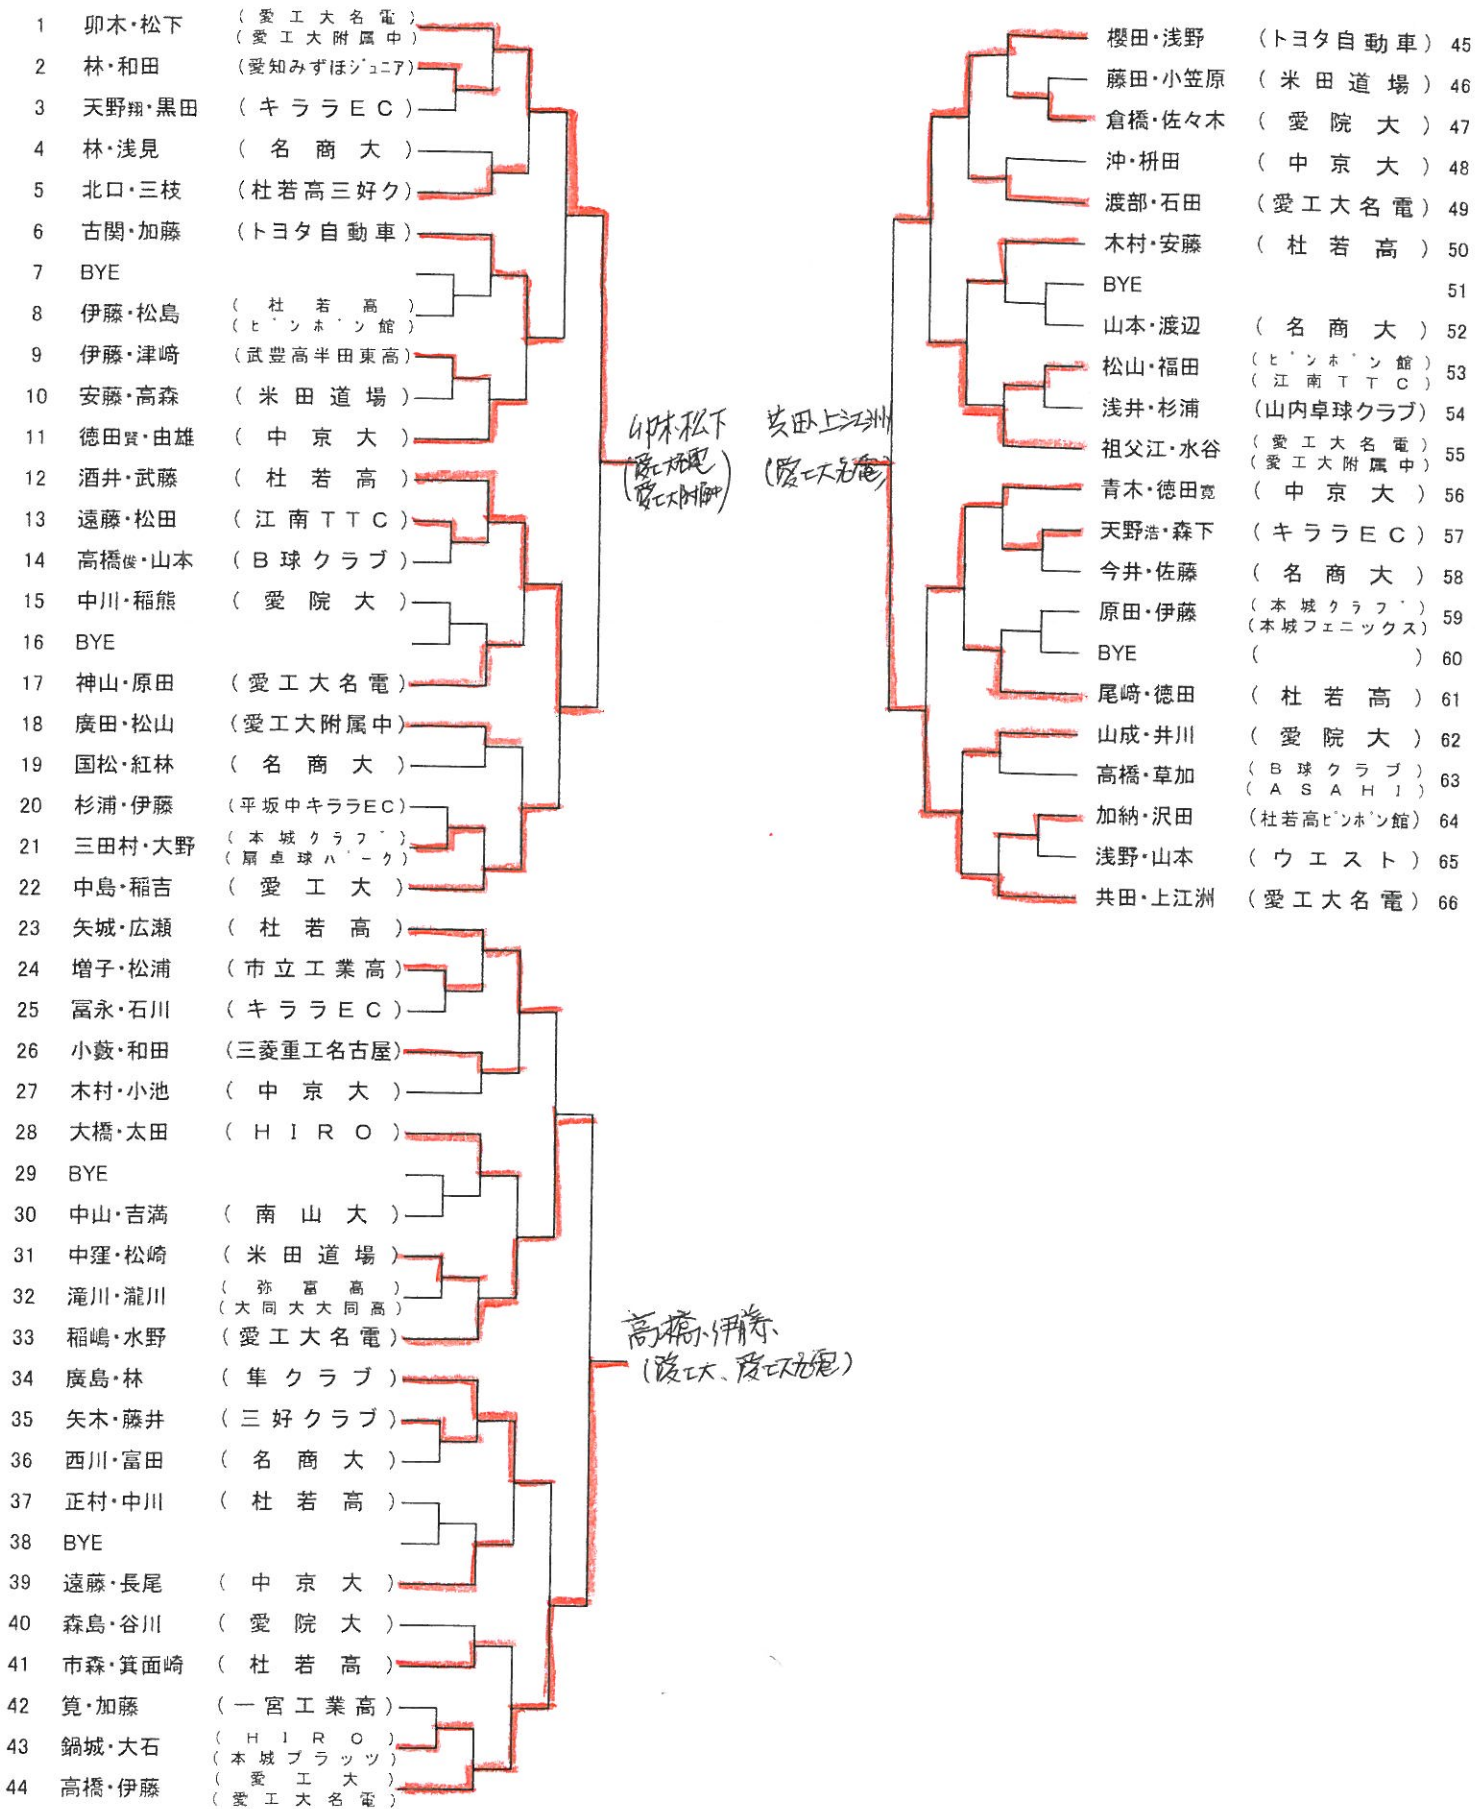 1 卯木・松下 (愛工大名電)
(愛工大附属中)
2 林・和田 (愛知みずほジュニア)
3 天野翔・黒田 (キララEC)
4 林・浅見 (名商大)
5 北口・三枝 (杜若高三好ク)
6 古関・加藤 (トヨタ自動車)
7 BYE
8 伊藤・松島 (杜若高)
(ピンポン館)
9 伊藤・津﨑 (武豊高半田東高)
10 安藤・高森 (米田道場)
11 徳田賢・由雄 (中京大)
12 酒井・武藤 (杜若高)
13 遠藤・松田 (江南TTC)
14 高橋俊・山本 (B球クラブ)
15 中川・稲熊 (愛院大)
16 BYE
17 神山・原田 (愛工大名電)
18 廣田・松山 (愛工大附属中)
19 国松・紅林 (名商大)
20 杉浦・伊藤 (平坂中キララEC)
21 三田村・大野 (本城クラブ)
(扇卓球パーク)
22 中島・稲吉 (愛工大)
23 矢城・広瀬 (杜若高)
24 増子・松浦 (市立工業高)
25 冨永・石川 (キララEC)
26 小藪・和田 (三菱重工名古屋)
27 木村・小池 (中京大)
28 大橋・太田 (HIRO)
29 BYE
30 中山・吉満 (南山大)
31 中窪・松崎 (米田道場)
32 滝川・瀧川 (弥富高)
(大同大大同高)
33 稲嶋・水野 (愛工大名電)
34 廣島・林 (隼クラブ)
35 矢木・藤井 (三好クラブ)
36 西川・富田 (名商大)
37 正村・中川 (杜若高)
38 BYE
39 遠藤・長尾 (中京大)
40 森島・谷川 (愛院大)
41 市森・箕面崎 (杜若高)
42 筧・加藤 (一宮工業高)
43 鍋城・大石 (HIRO)
(本城ブラッツ)
44 高橋・伊藤 (愛工大)
(愛工大名電)
卯木・松下
(愛工大名電
愛工大附属中)
高橋・伊藤
(愛工大、愛工大名電)
共田・上江洲
(愛工大名電)
櫻田・浅野 (トヨタ自動車) 45
藤田・小笠原 (米田道場) 46
倉橋・佐々木 (愛院大) 47
沖・枡田 (中京大) 48
渡部・石田 (愛工大名電) 49
木村・安藤 (杜若高) 50
BYE 51
山本・渡辺 (名商大) 52
松山・福田 (ピンポン館) 53
(江南TTC)
浅井・杉浦 (山内卓球クラブ) 54
祖父江・水谷 (愛工大名電) 55
(愛工大附属中)
青木・徳田寛 (中京大) 56
天野浩・森下 (キララEC) 57
今井・佐藤 (名商大) 58
原田・伊藤 (本城クラブ) 59
(本城フェニックス)
BYE ( ) 60
尾﨑・徳田 (杜若高) 61
山成・井川 (愛院大) 62
高橋・草加 (B球クラブ) 63
(ASAHI)
加納・沢田 (杜若高ピンポン館) 64
浅野・山本 (ウエスト) 65
共田・上江洲 (愛工大名電) 66